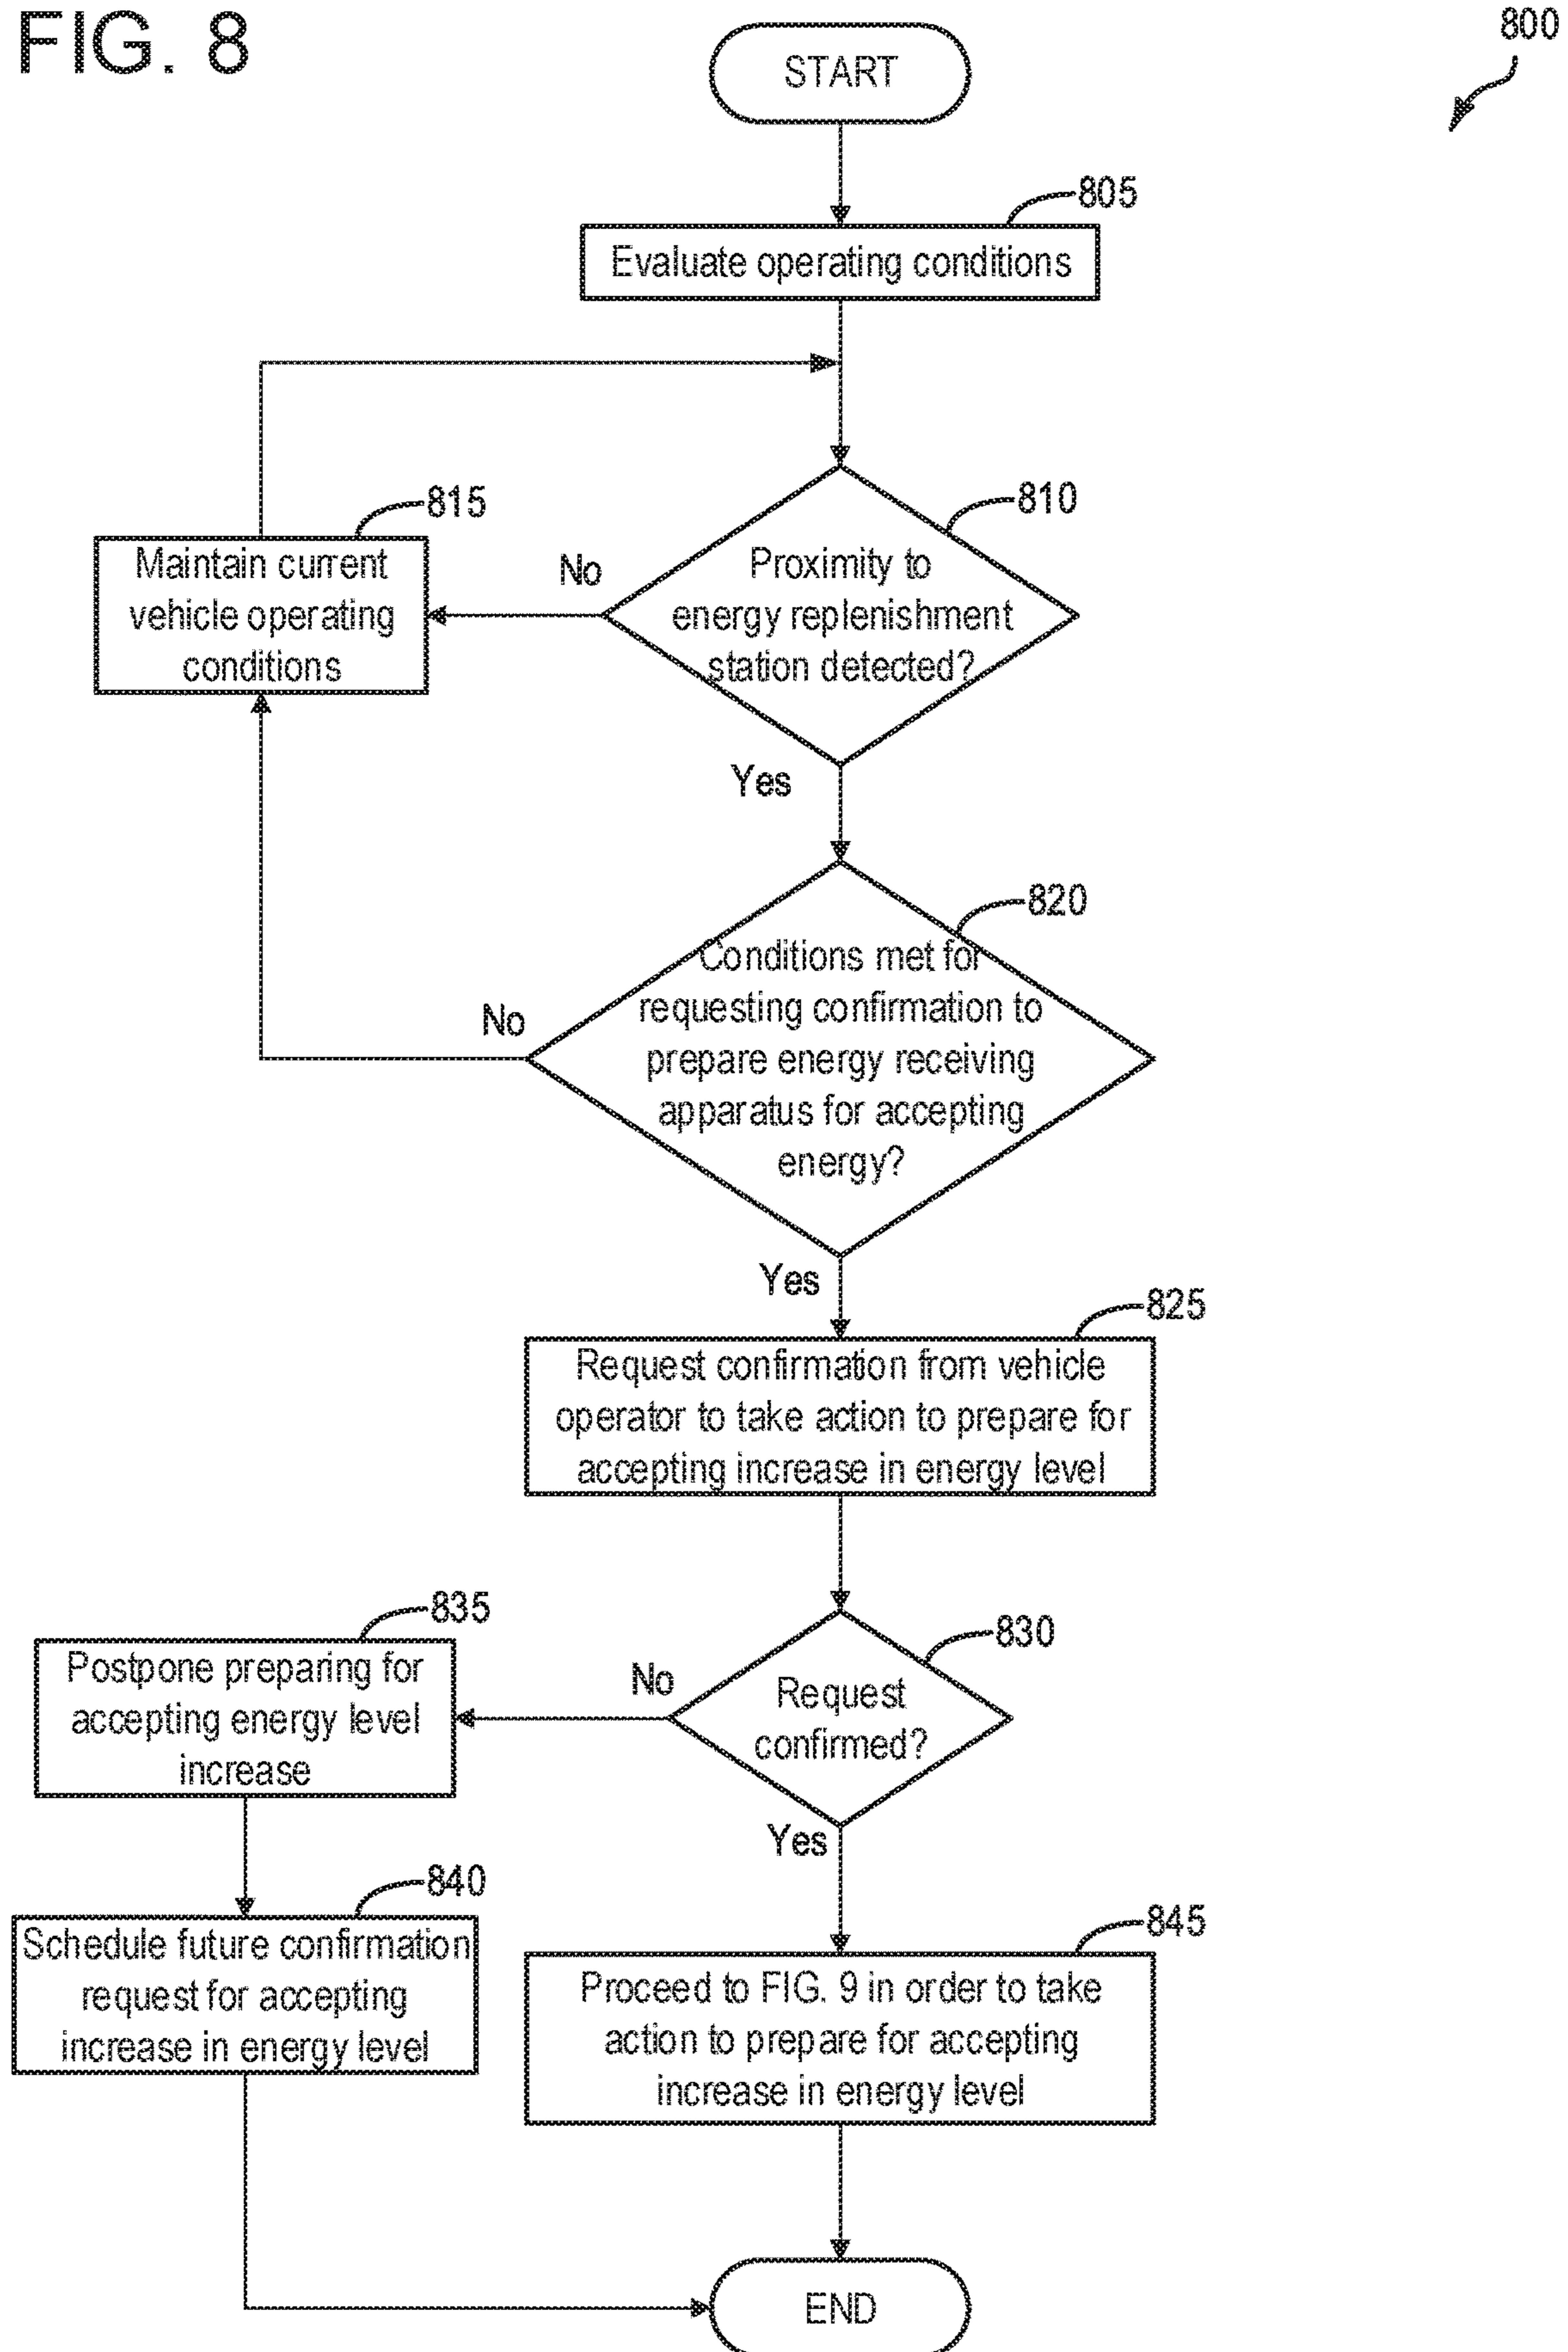 FIG. 8
800
START
805
Evaluate operating conditions
810
Proximity to
energy replenishment
station detected?
No
815
Maintain current
vehicle operating
conditions
Yes
820
Conditions met for
requesting confirmation to
prepare energy receiving
apparatus for accepting
energy?
No
Yes
825
Request confirmation from vehicle
operator to take action to prepare for
accepting increase in energy level
830
Request
confirmed?
No
835
Postpone preparing for
accepting energy level
increase
Yes
840
Schedule future confirmation
request for accepting
increase in energy level
845
Proceed to FIG. 9 in order to take
action to prepare for accepting
increase in energy level
END